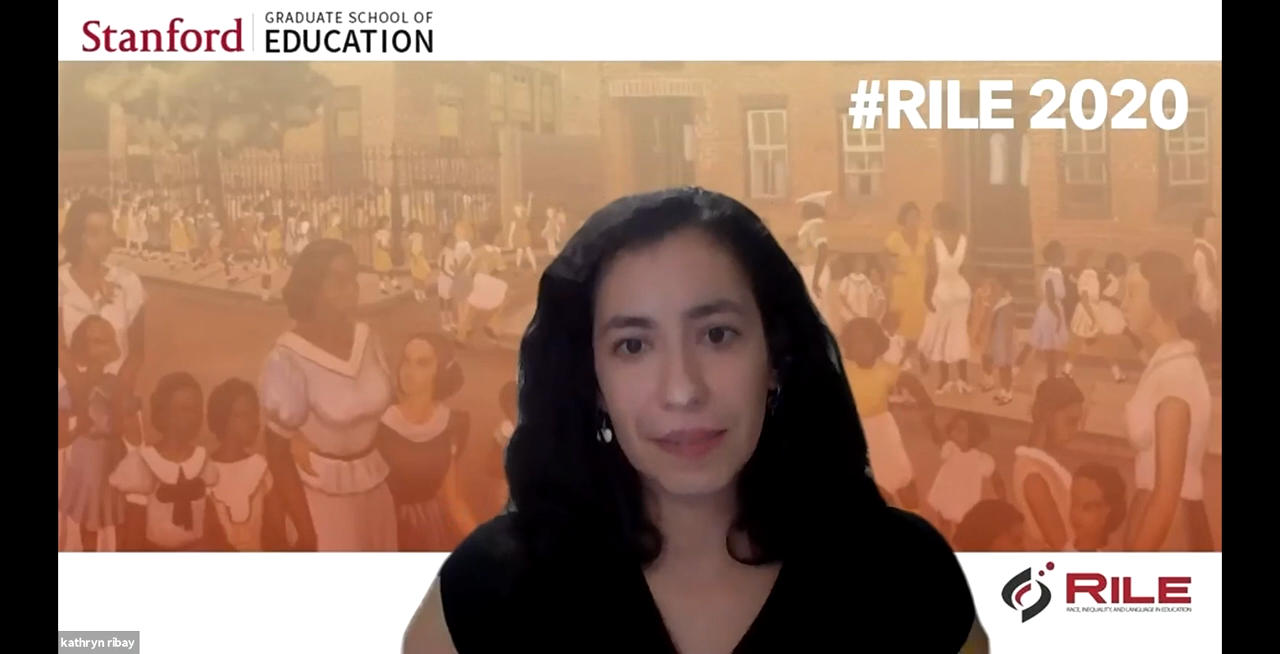 Stanford
GRADUATE SCHOOL OF
EDUCATION
#RILE 2020
RILE
RACE, INEQUALITY, AND LANGUAGE IN EDUCATION
kathryn ribay